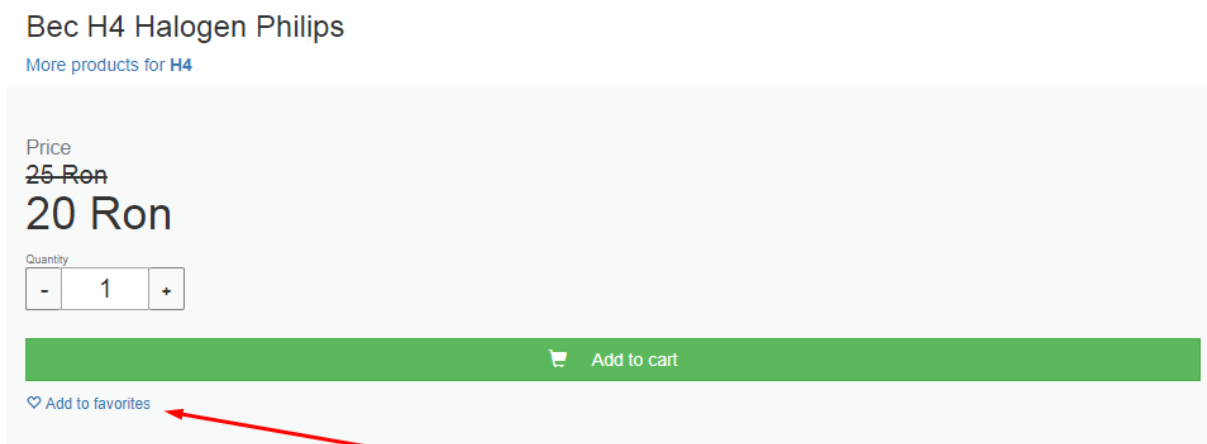 Bec H4 Halogen Philips
More products for H4
Price
25 Ron
20 Ron
Quantity
- 1 +
Add to cart
Add to favorites